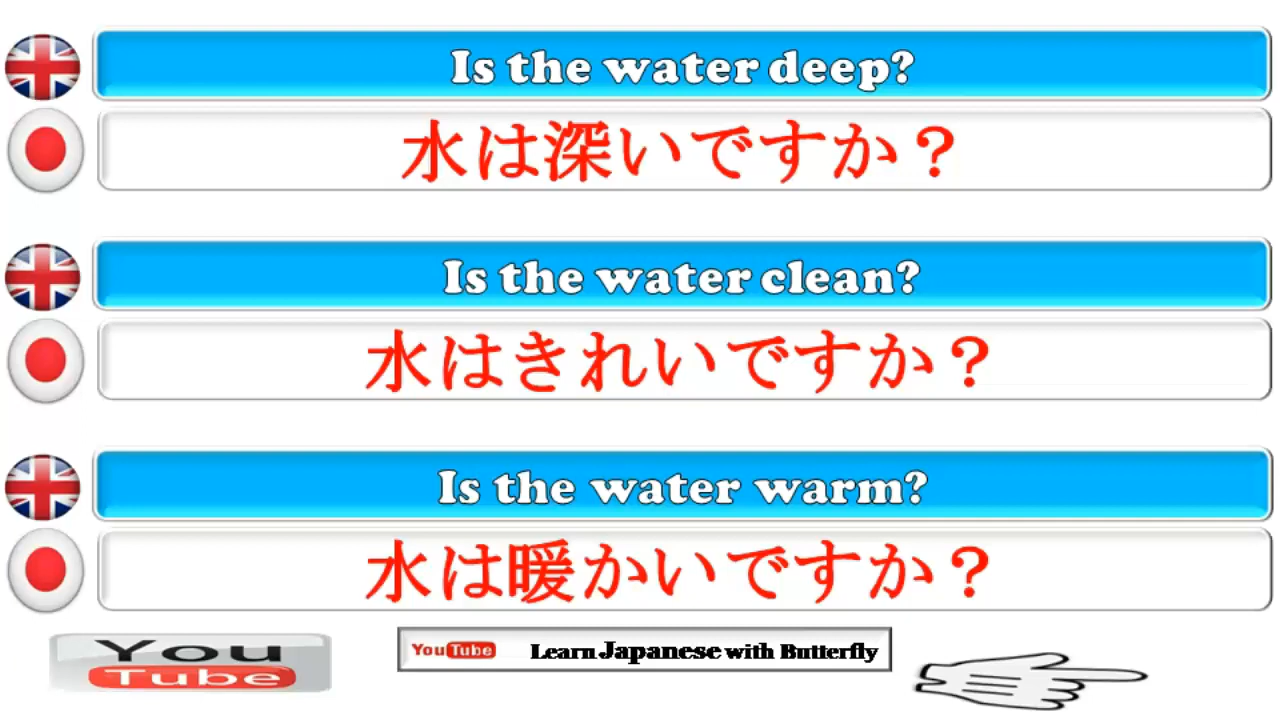 Is the water deep?
水は深いですか？
Is the water clean?
水はきれいですか？
Is the water warm?
水は暖かいですか？
You
Tube
YouTube Learn Japanese with Butterfly